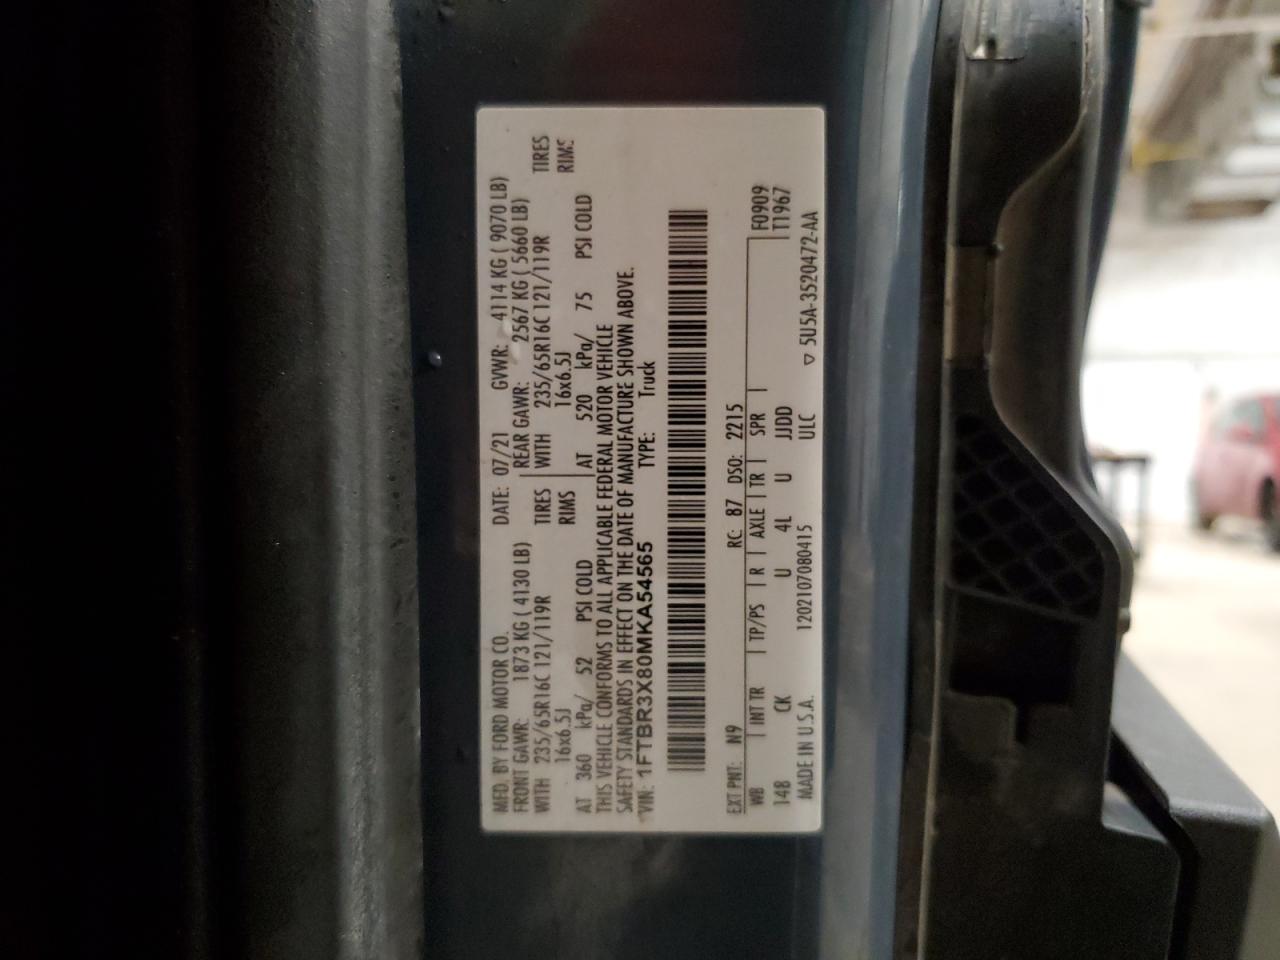 MFD. BY FORD MOTOR CO. DATE: 07/21 GVWR: 4114 KG ( 9070 LB)
FRONT GAWR: 1873 KG ( 4130 LB) REAR GAWR: 2567 KG ( 5660 LB)
WITH 235/65R16C 121/119R TIRES WITH 235/65R16C 121/119R TIRES
16x6.5J RIMS 16x6.5J RIMS
AT 360 kPa/ 52 PSI COLD AT 520 kPa/ 75 PSI COLD
THIS VEHICLE CONFORMS TO ALL APPLICABLE FEDERAL MOTOR VEHICLE
SAFETY STANDARDS IN EFFECT ON THE DATE OF MANUFACTURE SHOWN ABOVE.
VIN: 1FTBR3X80MKA54565 TYPE: Truck
EXT PNT: N9 RC: 87 DSO: 2215
WB INT TR TP/PS R AXLE TR SPR F0909
148 CK U 4L U JJDD T1967
MADE IN U.S.A. 1202107080415 ULC ▽ 5U5A-3520472-AA